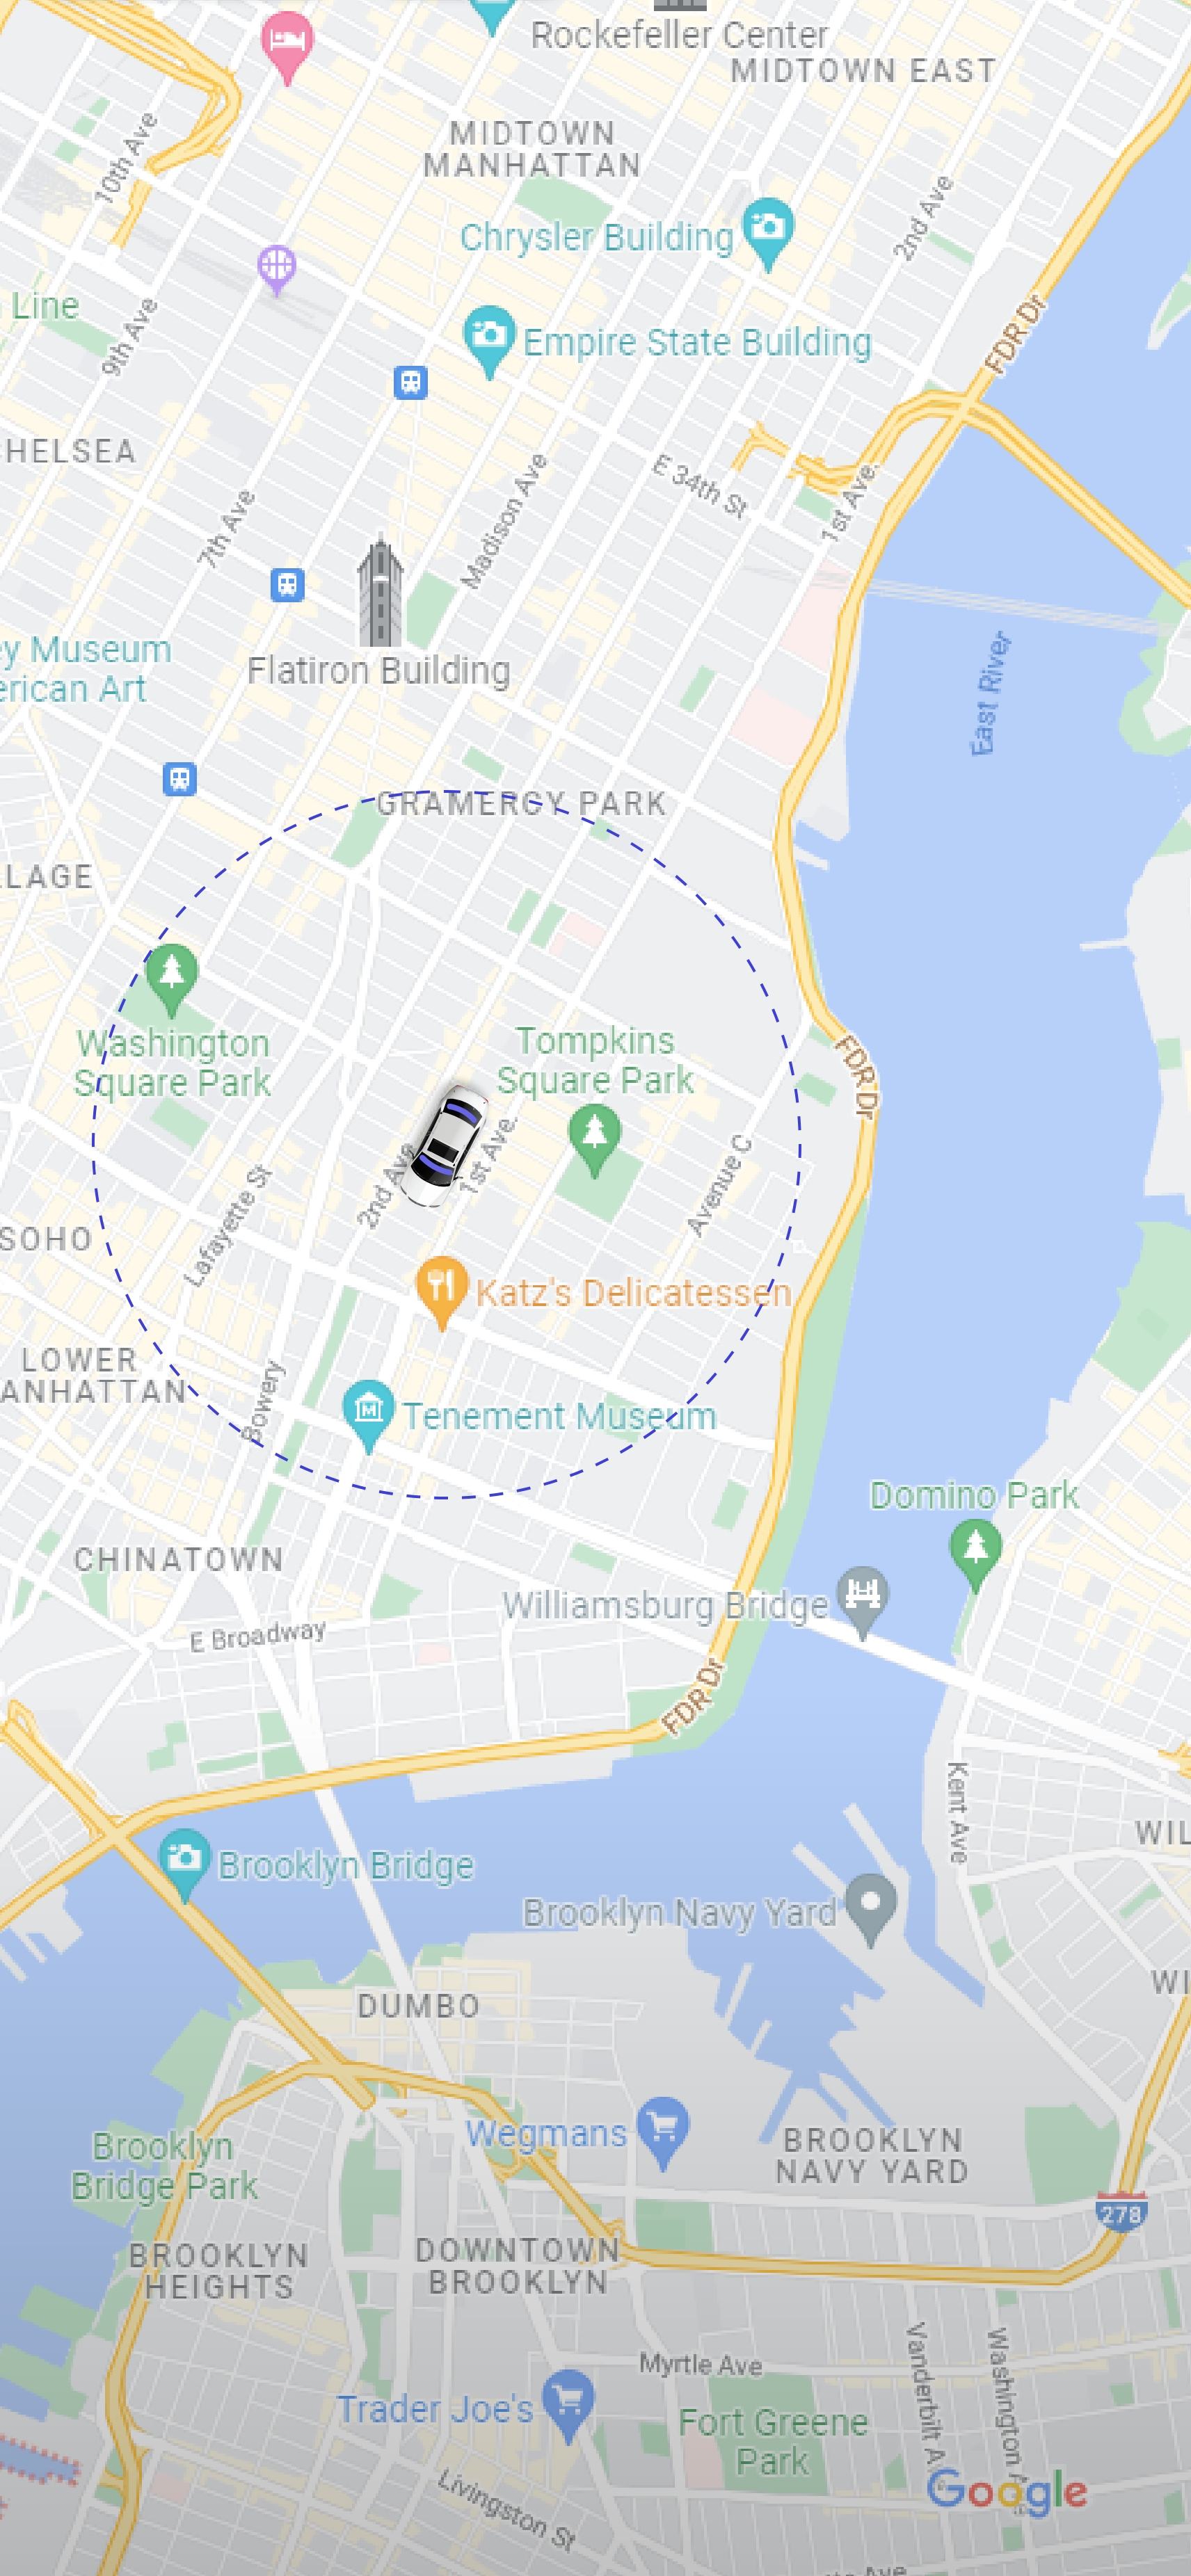 Rockefeller Center
MIDTOWN EAST
MIDTOWN
MANHATTAN
10th Ave
2nd Ave
Chrysler Building
Line
9th Ave
FDR Dr
Empire State Building
HELSEA
E 34th St
Madison Ave
1st Ave.
7th Ave
Flatiron Building
East River
ey Museum
erican Art
GRAMERCY PARK
LLAGE
Washington
Square Park
Tompkins
Square Park
FDR Dr
2nd Ave
1st Ave.
Avenue C
Lafayette St
SOHO
Katz's Delicatessen
LOWER
ANHATTAN
Bowery
Tenement Museum
Domino Park
CHINATOWN
Williamsburg Bridge
E Broadway
FDR Dr
Kent Ave
WIL
Brooklyn Bridge
Brooklyn Navy Yard
WI
DUMBO
Wegmans
BROOKLYN
NAVY YARD
Brooklyn
Bridge Park
278
BROOKLYN
HEIGHTS
DOWNTOWN
BROOKLYN
Myrtle Ave
Vanderbilt A
Washington A
Trader Joe's
Fort Greene
Park
Livingston St
Google